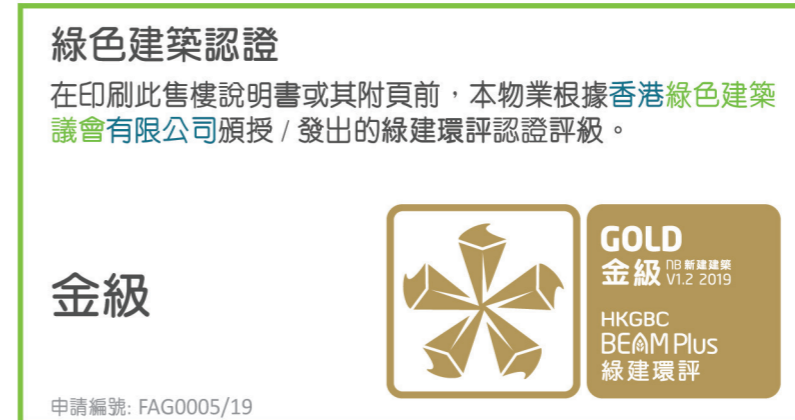 綠色建築認證
在印刷此售樓說明書或其附頁前，本物業根據香港綠色建築
議會有限公司頒授 / 發出的綠建環評認證評級。
金級
GOLD
金級 NB 新建建築
V1.2 2019
HKGBC
BEAM Plus
綠建環評
申請編號: FAG0005/19